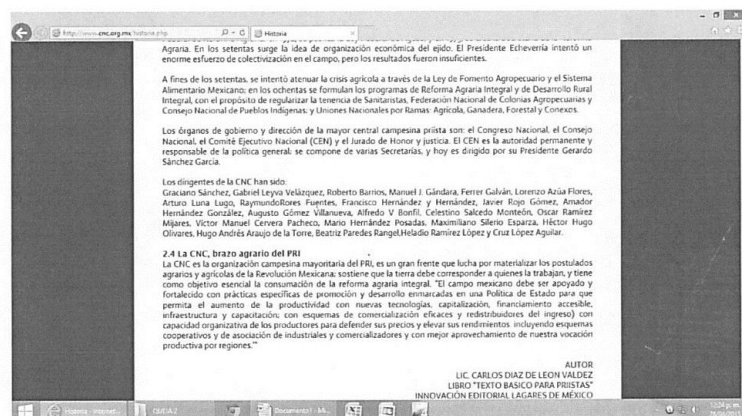 http://www.cnc.org.mx/historia.php
Historia
Agraria. En los setentas surge la idea de organización económica del ejido. El Presidente Echeverría intentó un
enorme esfuerzo de colectivización en el campo, pero los resultados fueron insuficientes.
A fines de los setentas, se intentó atenuar la crisis agrícola a través de la Ley de Fomento Agropecuario y el Sistema
Alimentario Mexicano; en los ochentas se formulan los programas de Reforma Agraria Integral y de Desarrollo Rural
Integral, con el propósito de regularizar la tenencia de Sanitaristas, Federación Nacional de Colonias Agropecuarias y
Consejo Nacional de Pueblos Indígenas; y Uniones Nacionales por Ramas: Agrícola, Ganadera, Forestal y Conexos.
Los órganos de gobierno y dirección de la mayor central campesina priísta son: el Congreso Nacional, el Consejo
Nacional, el Comité Ejecutivo Nacional (CEN) y el Jurado de Honor y justicia. El CEN es la autoridad permanente y
responsable de la política general; se compone de varias Secretarías, y hoy es dirigido por su Presidente Gerardo
Sánchez García.
Los dirigentes de la CNC han sido:
Graciano Sánchez, Gabriel Leyva Velázquez, Roberto Barrios, Manuel J. Gándara, Ferrer Galván, Lorenzo Azúa Flores,
Arturo Luna Lugo, RaymundoRores Fuentes, Francisco Hernández y Hernández, Javier Rojo Gómez, Amador
Hernández González, Augusto Gómez Villanueva, Alfredo V Bonfil, Celestino Salcedo Monteón, Oscar Ramírez
Mijares, Víctor Manuel Cervera Pacheco, Mario Hernández Posadas, Maximiliano Silerio Esparza, Héctor Hugo
Olivares, Hugo Andrés Araujo de la Torre, Beatriz Paredes Rangel,Heladio Ramírez López y Cruz López Aguilar.
2.4 La CNC, brazo agrario del PRI
La CNC es la organización campesina mayoritaria del PRI, es un gran frente que lucha por materializar los postulados
agrarios y agrícolas de la Revolución Mexicana; sostiene que la tierra debe corresponder a quienes la trabajan, y tiene
como objetivo esencial la consumación de la reforma agraria integral. "El campo mexicano debe ser apoyado y
fortalecido con prácticas específicas de promoción y desarrollo enmarcadas en una Política de Estado para que
permita el aumento de la productividad con nuevas tecnologías, capitalización, financiamiento accesible,
infraestructura y capacitación; con esquemas de comercialización eficaces y redistribuidores del ingreso) con
capacidad organizativa de los productores para defender sus precios y elevar sus rendimientos incluyendo esquemas
cooperativos y de asociación de industriales y comercializadores y con mejor aprovechamiento de nuestra vocación
productiva por regiones."
AUTOR
LIC. CARLOS DIAZ DE LEON VALDEZ
LIBRO "TEXTO BASICO PARA PRIISTAS"
INNOVACIÓN EDITORIAL LAGARES DE MÉXICO
Historia - Internet...
Documento1 - Mi...
12:24 p. m.